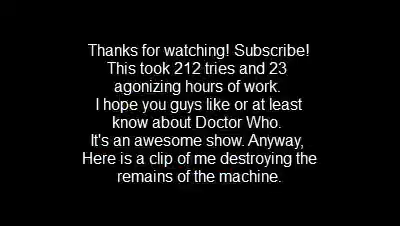 Thanks for watching! Subscribe!
This took 212 tries and 23
agonizing hours of work.
I hope you guys like or at least
know about Doctor Who.
It's an awesome show. Anyway,
Here is a clip of me destroying the
remains of the machine.